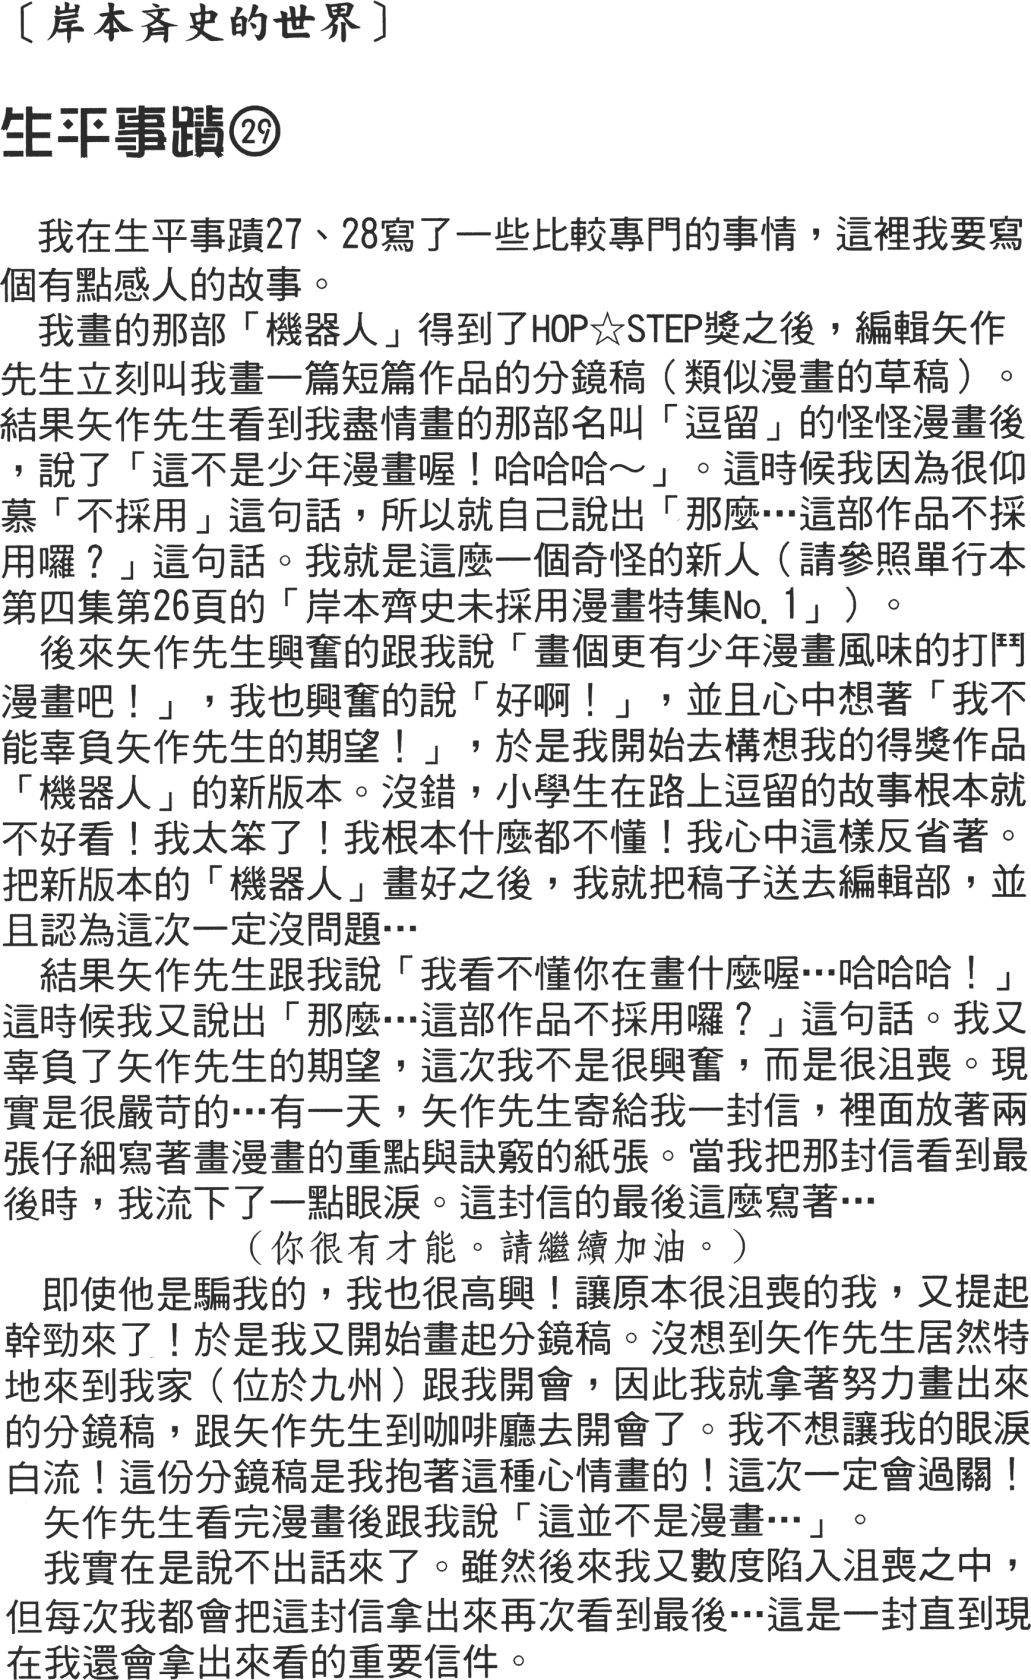 〔岸本斉史的世界〕
生平事蹟㉙
我在生平事蹟27、28寫了一些比較專門的事情，這裡我要寫
個有點感人的故事。
我畫的那部「機器人」得到了HOP☆STEP獎之後，編輯矢作
先生立刻叫我畫一篇短篇作品的分鏡稿（類似漫畫的草稿）。
結果矢作先生看到我盡情畫的那部名叫「逗留」的怪怪漫畫後
，說了「這不是少年漫畫喔！哈哈哈～」。這時候我因為很仰
慕「不採用」這句話，所以就自己說出「那麼…這部作品不採
用囉？」這句話。我就是這麼一個奇怪的新人（請參照單行本
第四集第26頁的「岸本齊史未採用漫畫特集No. 1」）。
後來矢作先生興奮的跟我說「畫個更有少年漫畫風味的打鬥
漫畫吧！」，我也興奮的說「好啊！」，並且心中想著「我不
能辜負矢作先生的期望！」，於是我開始去構想我的得獎作品
「機器人」的新版本。沒錯，小學生在路上逗留的故事根本就
不好看！我太笨了！我根本什麼都不懂！我心中這樣反省著。
把新版本的「機器人」畫好之後，我就把稿子送去編輯部，並
且認為這次一定沒問題…
結果矢作先生跟我說「我看不懂你在畫什麼喔…哈哈哈！」
這時候我又說出「那麼…這部作品不採用囉？」這句話。我又
辜負了矢作先生的期望，這次我不是很興奮，而是很沮喪。現
實是很嚴苛的…有一天，矢作先生寄給我一封信，裡面放著兩
張仔細寫著畫漫畫的重點與訣竅的紙張。當我把那封信看到最
後時，我流下了一點眼淚。這封信的最後這麼寫著…
（你很有才能。請繼續加油。）
即使他是騙我的，我也很高興！讓原本很沮喪的我，又提起
幹勁來了！於是我又開始畫起分鏡稿。沒想到矢作先生居然特
地來到我家（位於九州）跟我開會，因此我就拿著努力畫出來
的分鏡稿，跟矢作先生到咖啡廳去開會了。我不想讓我的眼淚
白流！這份分鏡稿是我抱著這種心情畫的！這次一定會過關！
矢作先生看完漫畫後跟我說「這並不是漫畫…」。
我實在是說不出話來了。雖然後來我又數度陷入沮喪之中，
但每次我都會把這封信拿出來再次看到最後…這是一封直到現
在我還會拿出來看的重要信件。